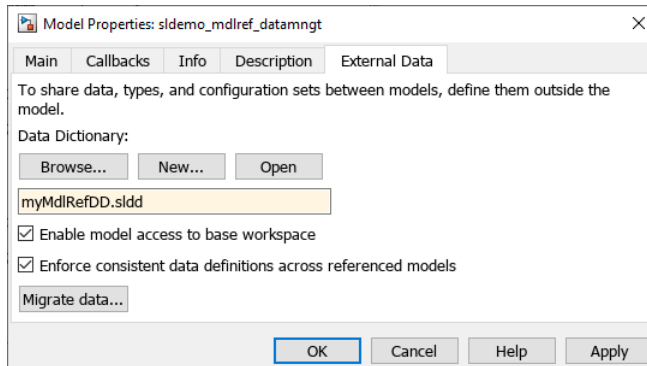 Model Properties: sldemo_mdlref_datamngt
Main Callbacks Info Description External Data
To share data, types, and configuration sets between models, define them outside the
model.
Data Dictionary:
Browse... New... Open
myMdlRefDD.sldd
Enable model access to base workspace
Enforce consistent data definitions across referenced models
Migrate data...
OK Cancel Help Apply